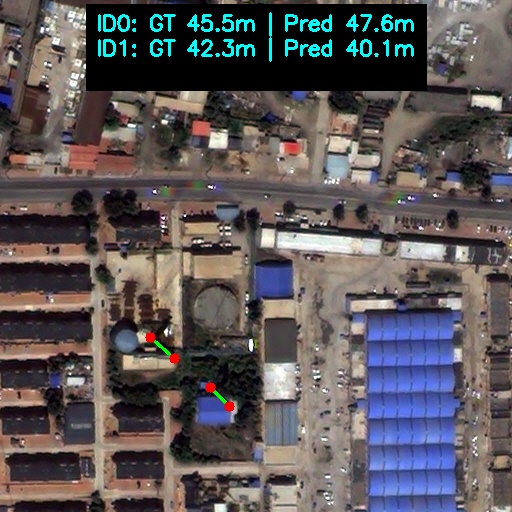 ID0: GT 45.5m | Pred 47.6m
ID1: GT 42.3m | Pred 40.1m